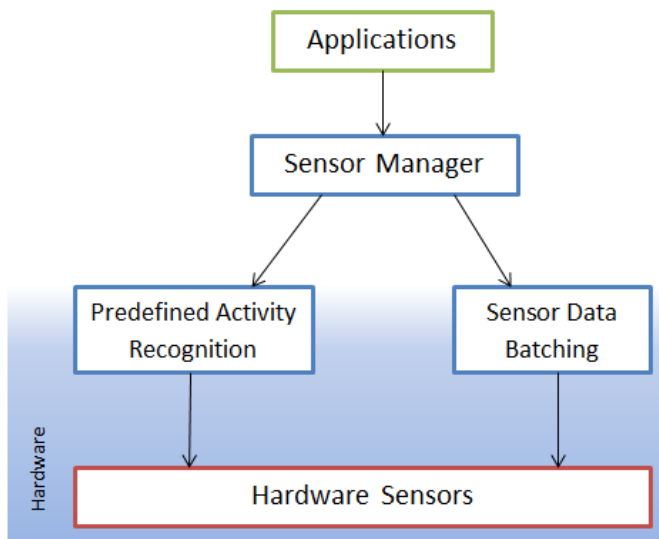 Applications
Sensor Manager
Predefined Activity
Recognition
Sensor Data
Batching
Hardware
Hardware Sensors